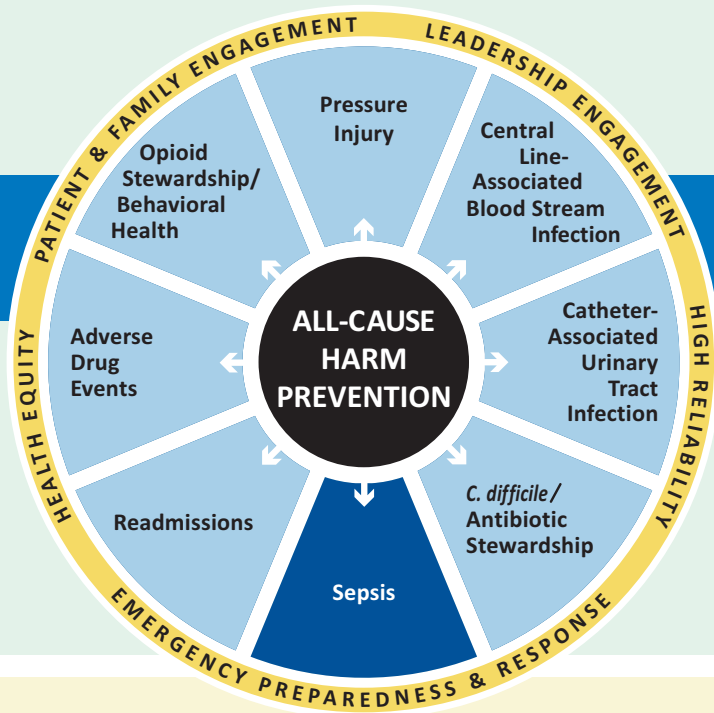 PATIENT & FAMILY ENGAGEMENT
LEADERSHIP ENGAGEMENT
HIGH RELIABILITY
EMERGENCY PREPAREDNESS & RESPONSE
HEALTH EQUITY
ALL-CAUSE
HARM
PREVENTION
Pressure
Injury
Central
Line-
Associated
Blood Stream
Infection
Catheter-
Associated
Urinary
Tract
Infection
C. difficile/
Antibiotic
Stewardship
Sepsis
Readmissions
Adverse
Drug
Events
Opioid
Stewardship/
Behavioral
Health